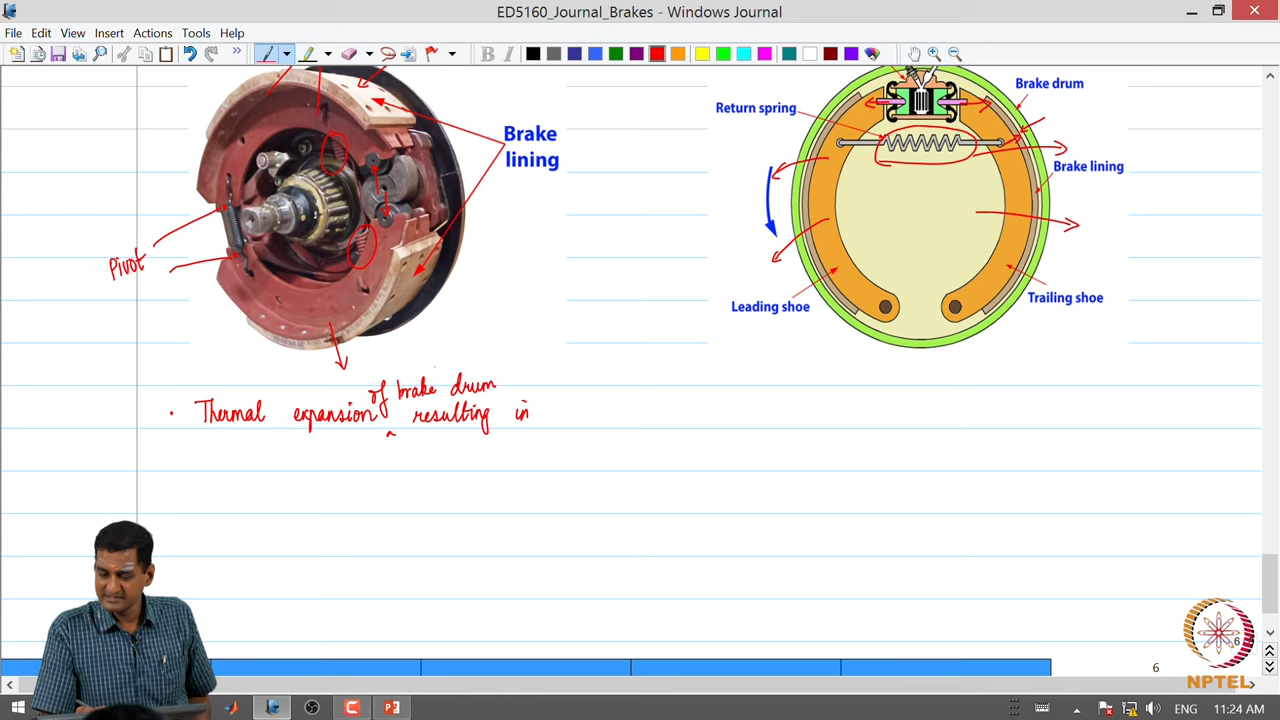 ED5160_Journal_Brakes - Windows Journal
File Edit View Insert Actions Tools Help
B I
Return spring
Brake drum
Brake
lining
Brake lining
Pivot
Leading shoe
Trailing shoe
of brake drum
. Thermal expansion ^ resulting in
6
6
NPTEL
ENG 11:24 AM